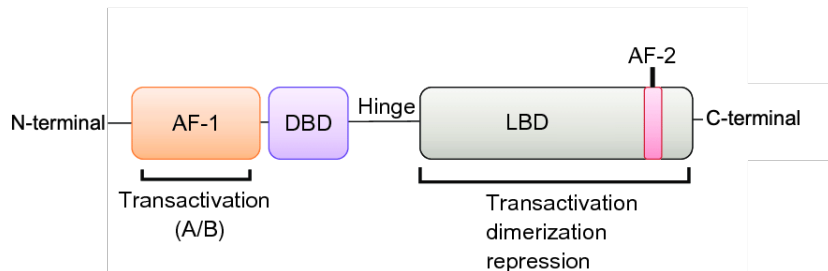 AF-2
N-terminal
AF-1
DBD
Hinge
LBD
C-terminal
Transactivation
(A/B)
Transactivation
dimerization
repression